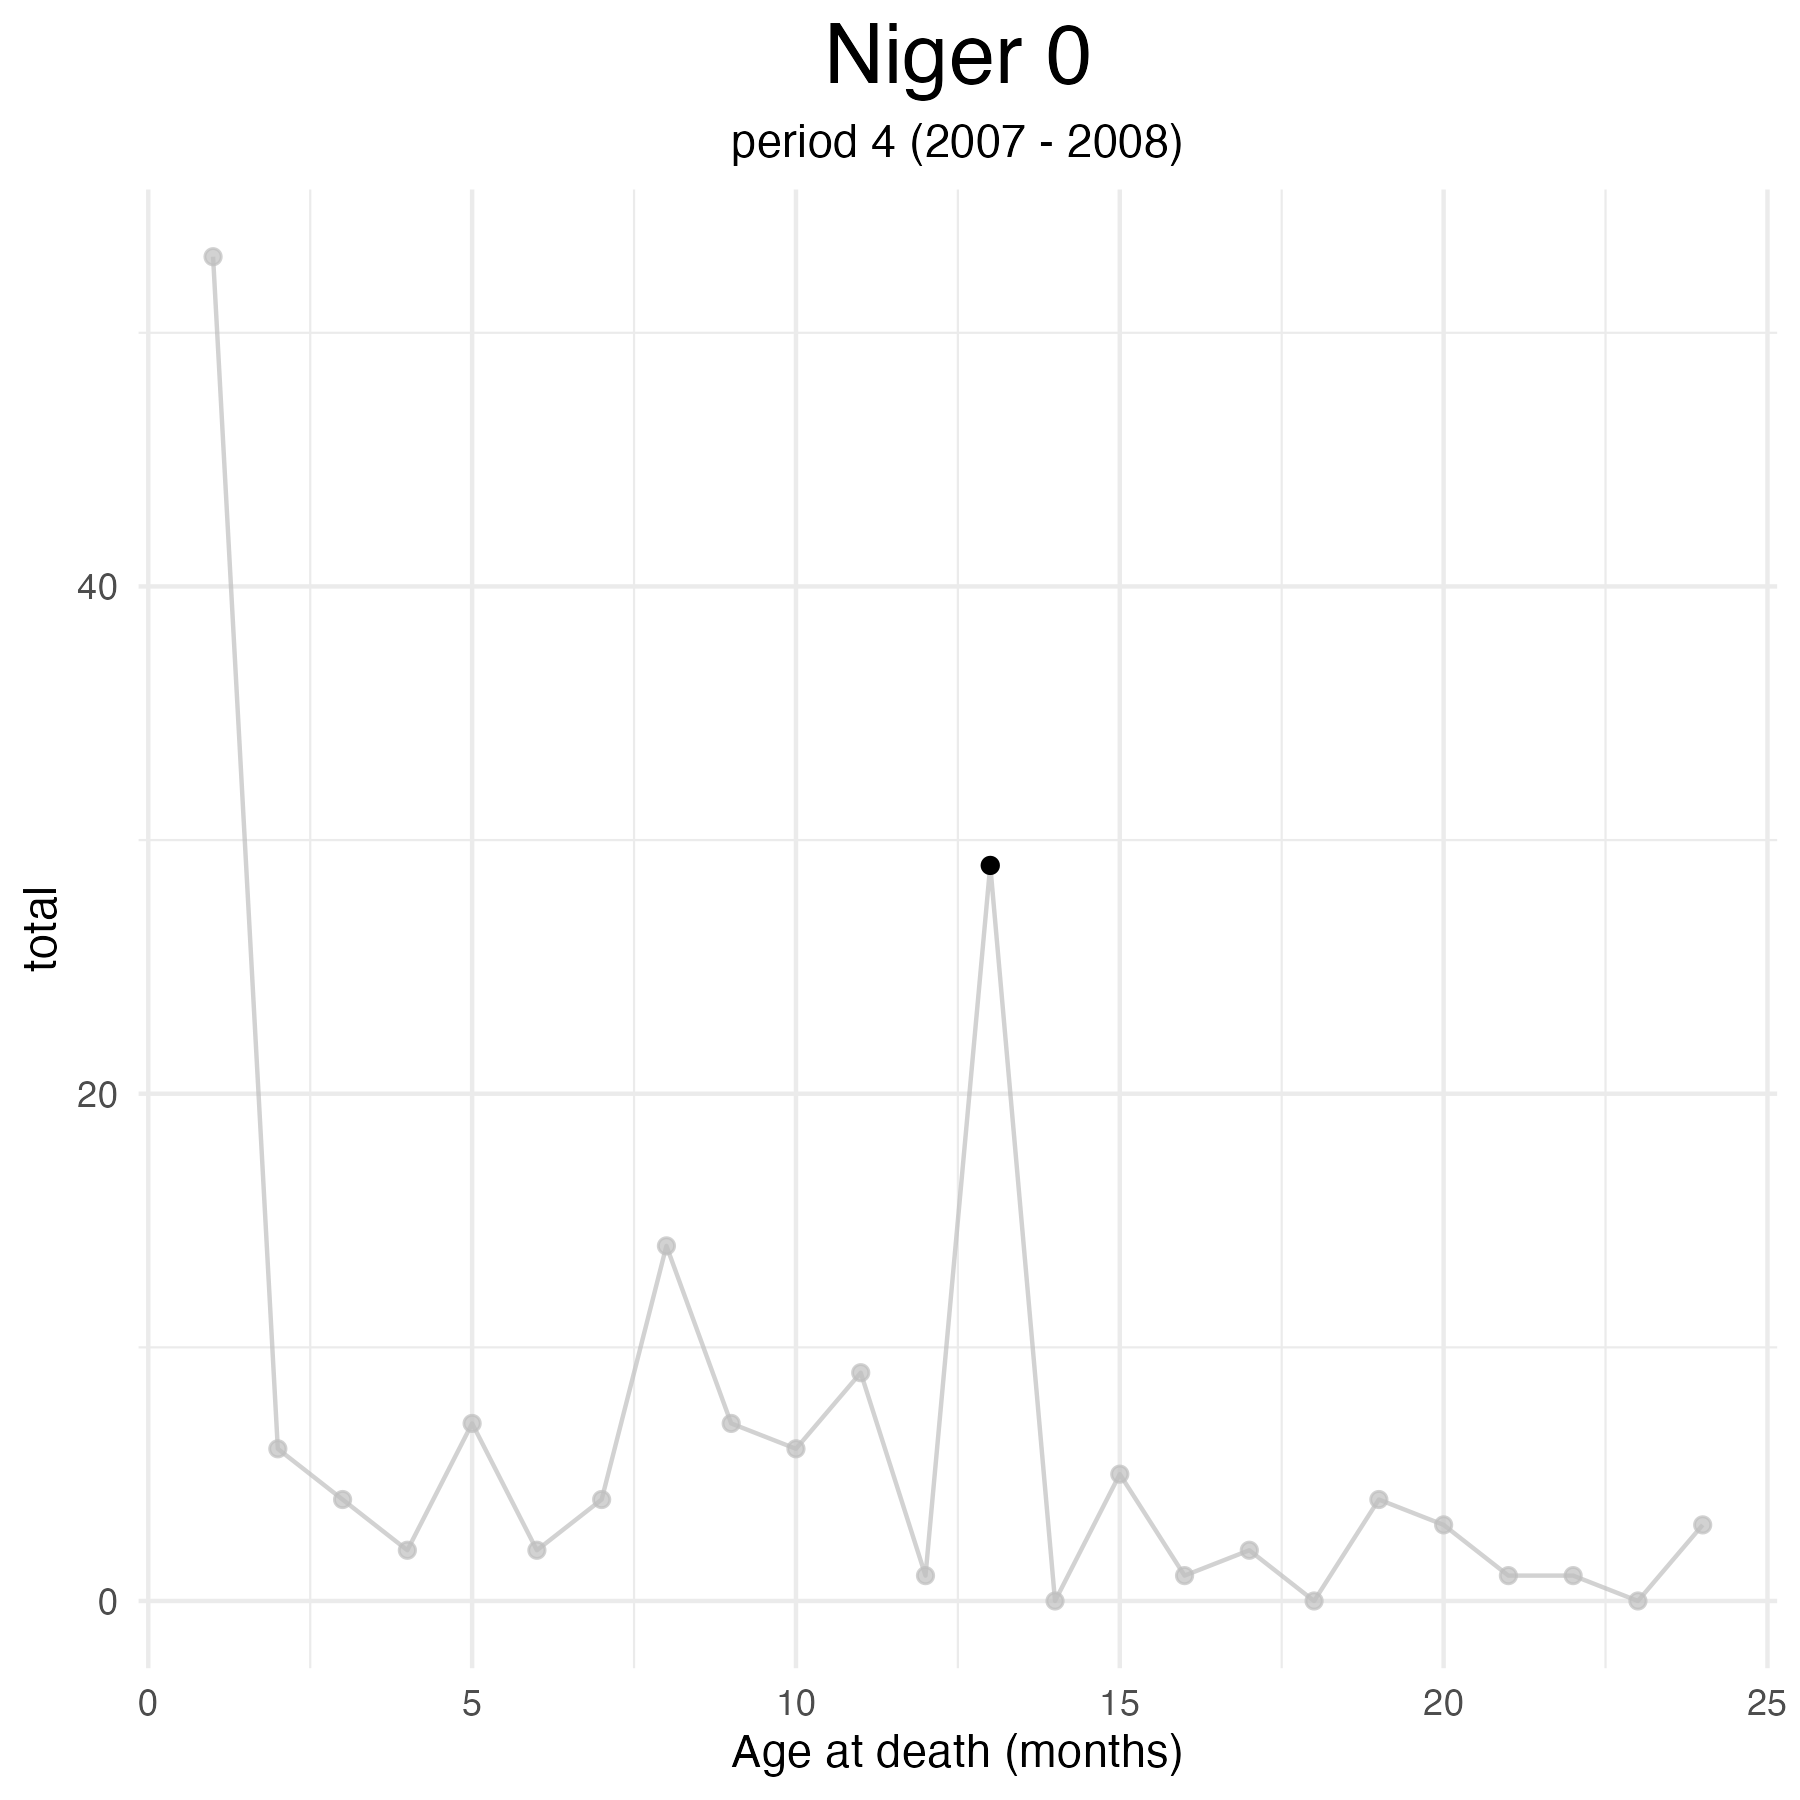 Niger 0
period 4 (2007 - 2008)
total
40
20
0
0 5 10 15 20 25
Age at death (months)